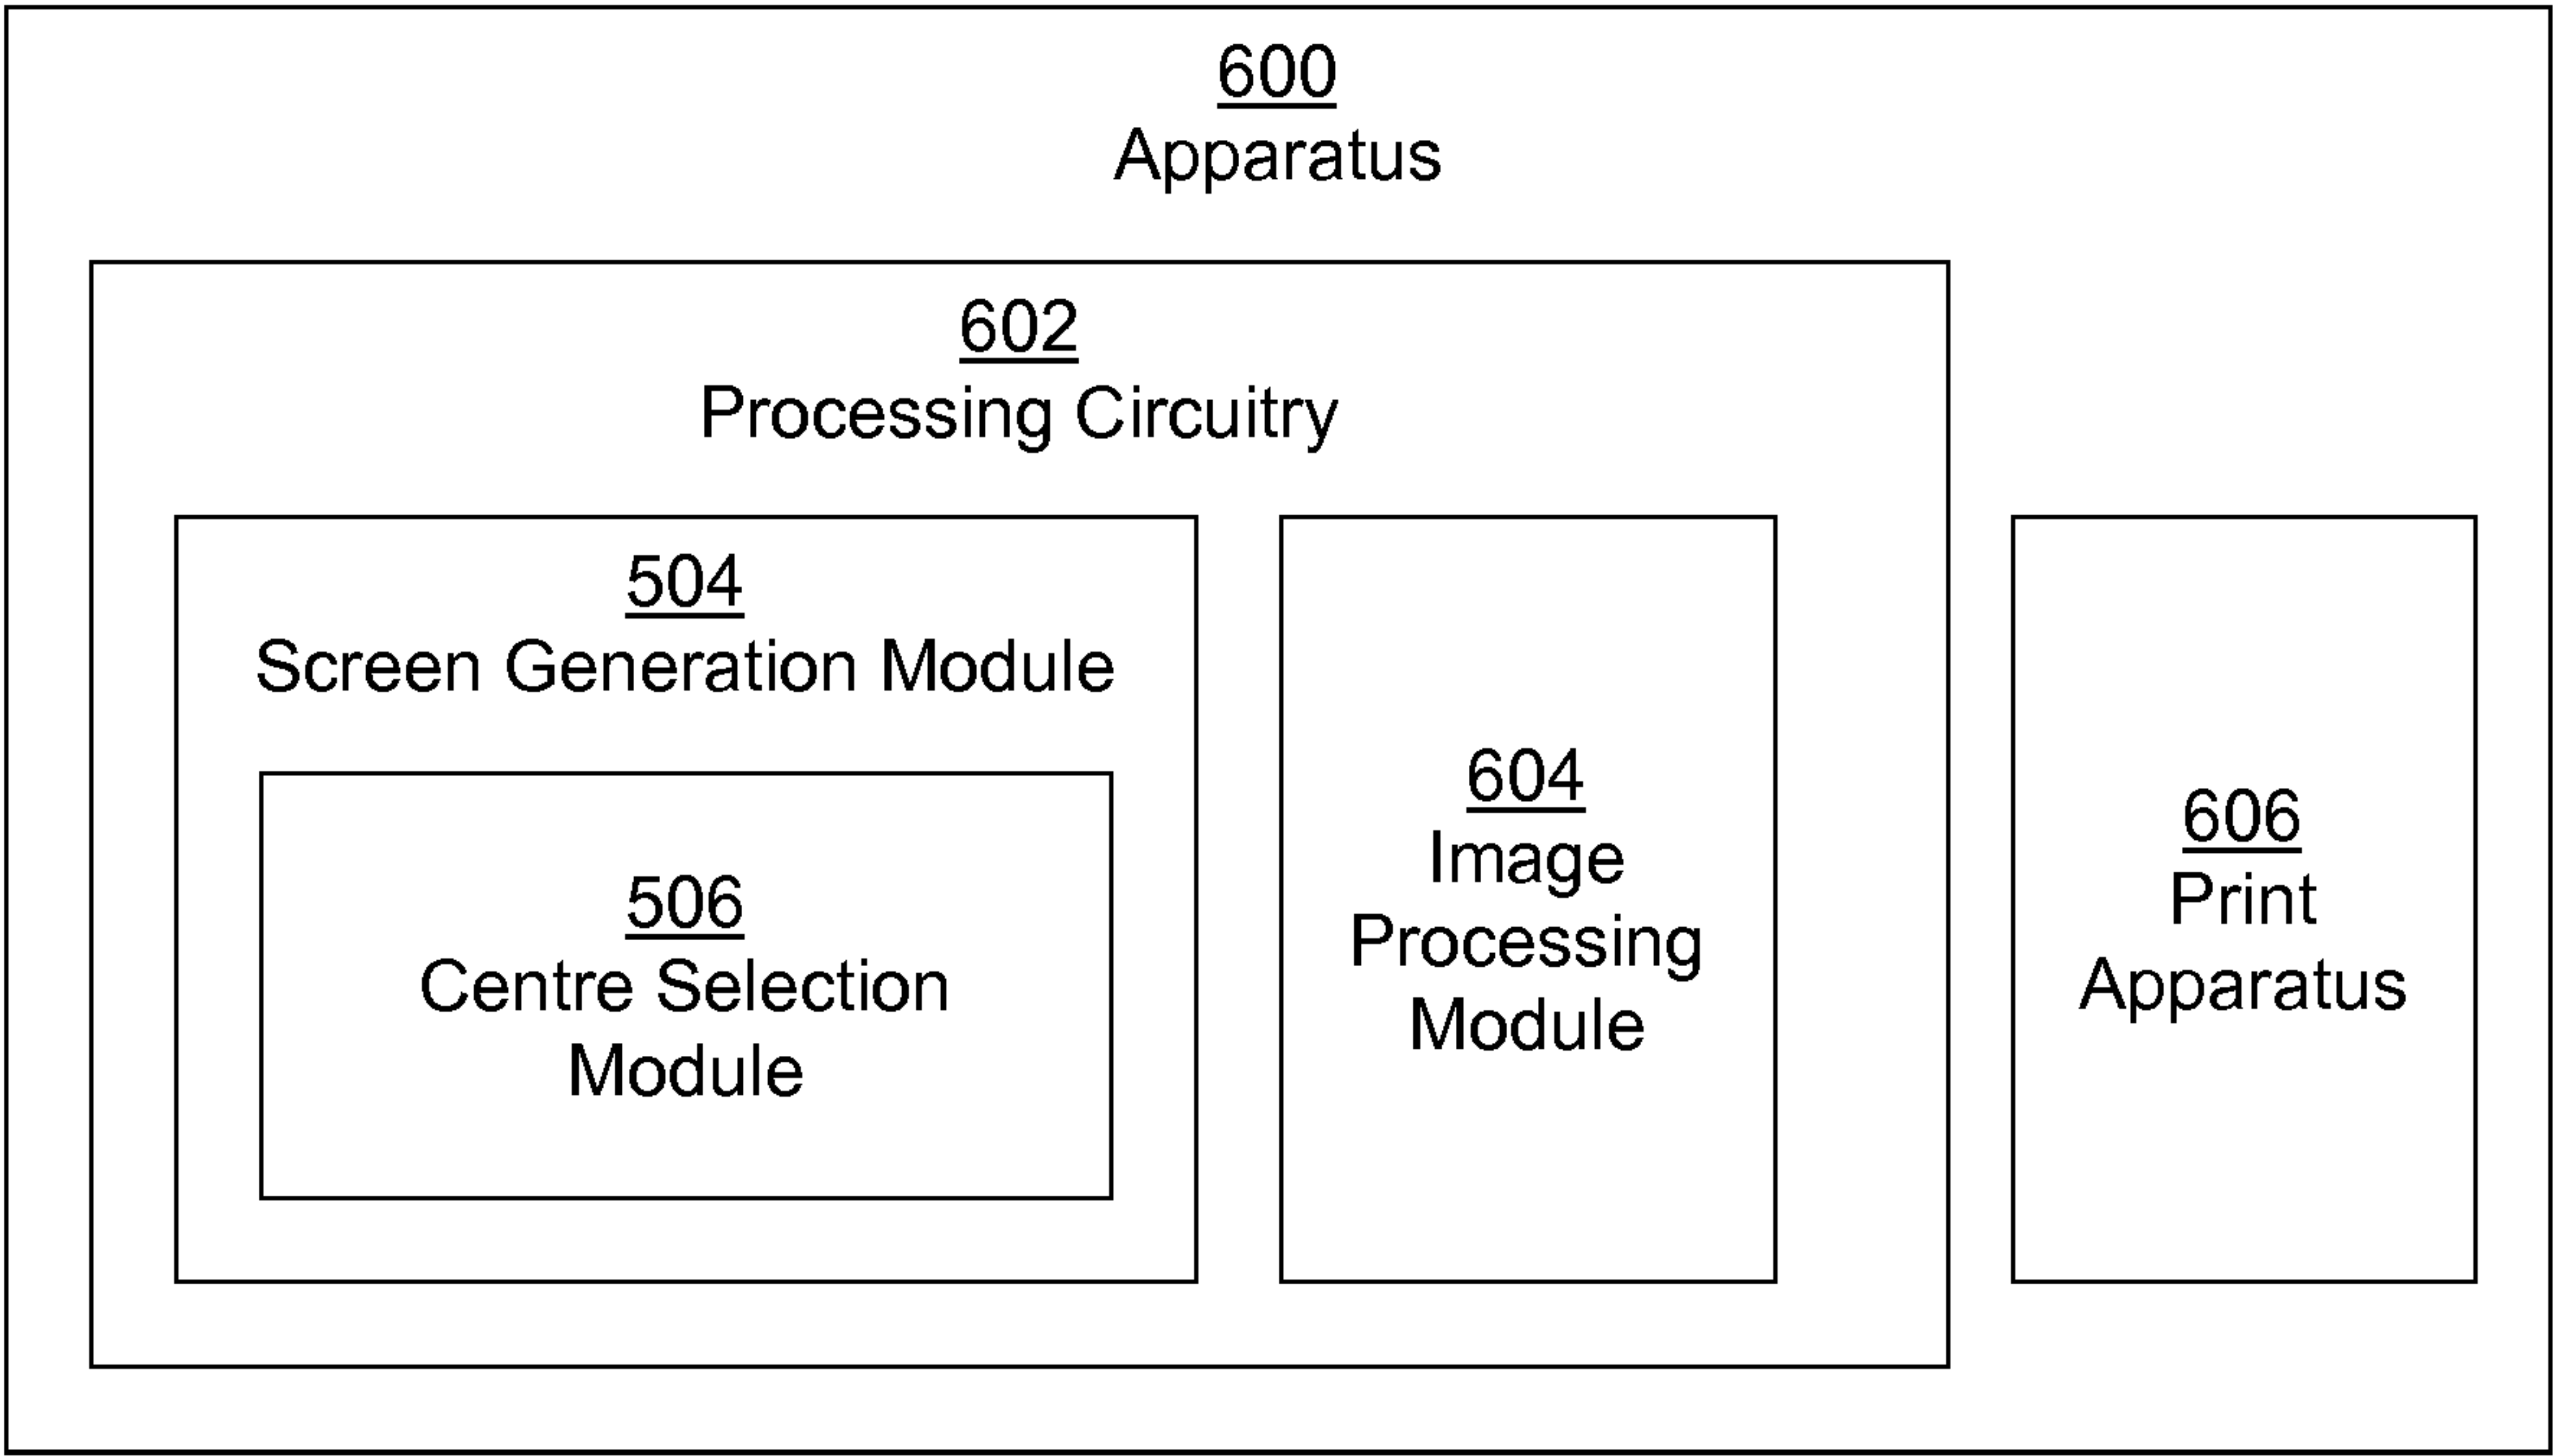 600
Apparatus
602
Processing Circuitry
504
Screen Generation Module
506
Centre Selection
Module
604
Image
Processing
Module
606
Print
Apparatus